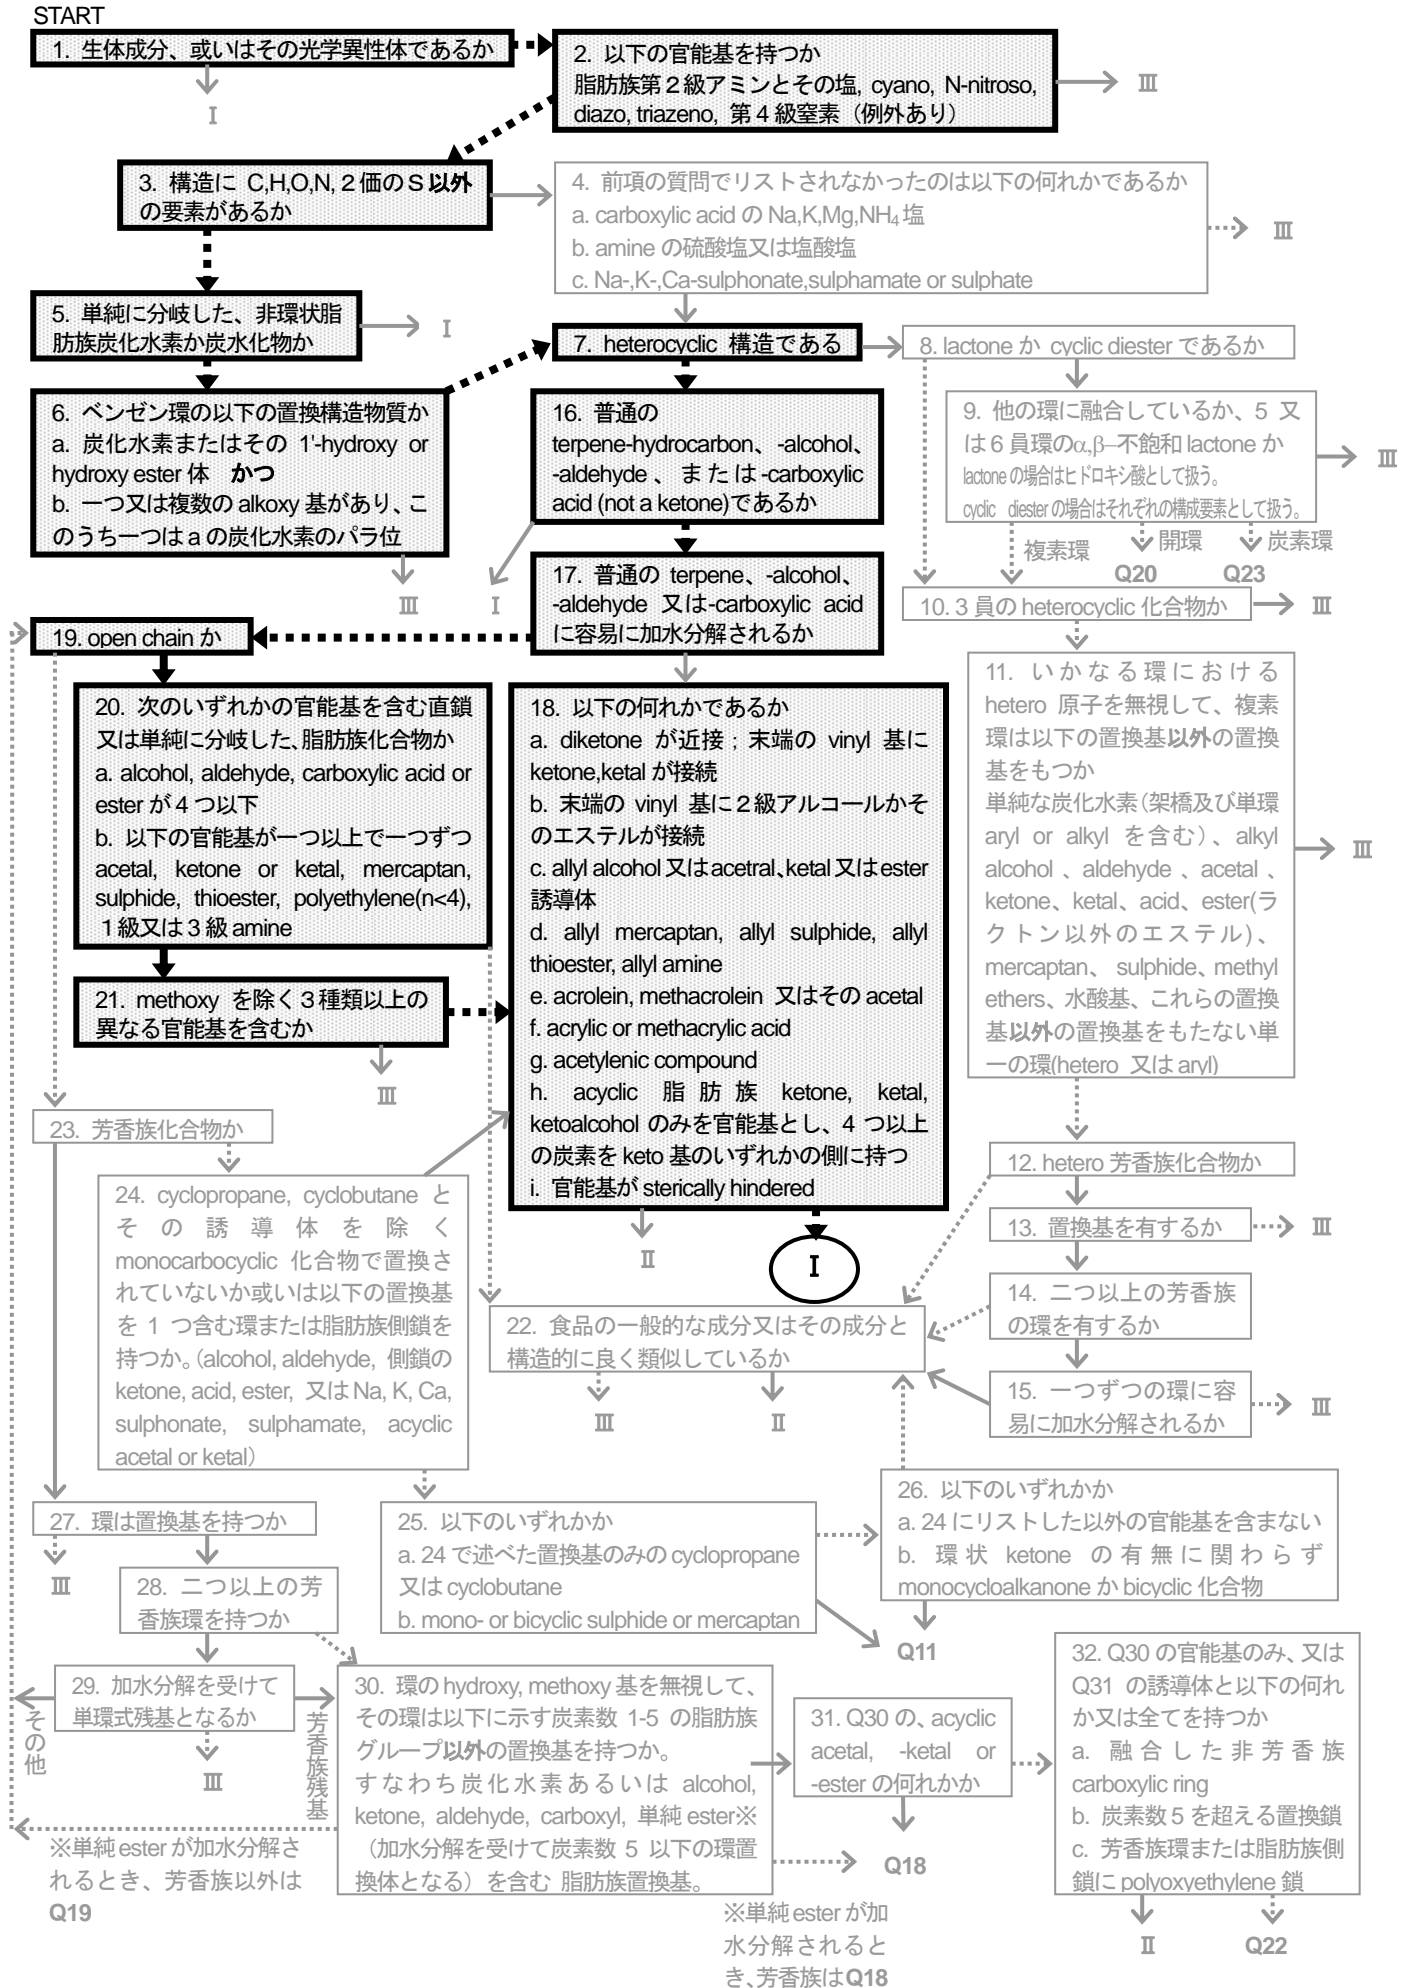 START
1. 生体成分、或いはその光学異性体であるか
I
2. 以下の官能基を持つか
脂肪族第２級アミンとその塩, cyano, N-nitroso,
diazo, triazeno, 第４級窒素（例外あり）
III
3. 構造に C,H,O,N,２価のＳ以外
の要素があるか
4. 前項の質問でリストされなかったのは以下の何れかであるか
a. carboxylic acid の Na,K,Mg,NH₄ 塩
b. amine の硫酸塩又は塩酸塩
c. Na-,K-,Ca-sulphonate,sulphamate or sulphate
III
5. 単純に分岐した、非環状脂
肪族炭化水素か炭水化物か
I
7. heterocyclic 構造である
8. lactone か cyclic diester であるか
6. ベンゼン環の以下の置換構造物質か
a. 炭化水素またはその 1'-hydroxy or
hydroxy ester 体　かつ
b. 一つ又は複数の alkoxy 基があり、こ
のうち一つは a の炭化水素のパラ位
III
16. 普通の
terpene-hydrocarbon、-alcohol、
-aldehyde 、または-carboxylic
acid (not a ketone)であるか
I
9. 他の環に融合しているか、5 又
は 6 員環のα,β–不飽和 lactone か
lactone の場合はヒドロキシ酸として扱う。
cyclic diester の場合はそれぞれの構成要素として扱う。
III
複素環
開環
炭素環
Q20
Q23
17. 普通の terpene、-alcohol、
-aldehyde 又は-carboxylic acid
に容易に加水分解されるか
10. 3 員の heterocyclic 化合物か
III
19. open chain か
11. いかなる環における
hetero 原子を無視して、複素
環は以下の置換基以外の置換
基をもつか
単純な炭化水素（架橋及び単環
aryl or alkyl を含む）、alkyl
alcohol 、aldehyde 、acetal 、
ketone、ketal、acid、ester(ラ
クトン以外のエステル）、
mercaptan、 sulphide、methyl
ethers、水酸基、これらの置換
基以外の置換基をもたない単
一の環(hetero 又は aryl)
III
20. 次のいずれかの官能基を含む直鎖
又は単純に分岐した、脂肪族化合物か
a. alcohol, aldehyde, carboxylic acid or
ester が 4 つ以下
b. 以下の官能基が一つ以上で一つずつ
acetal, ketone or ketal, mercaptan,
sulphide, thioester, polyethylene(n<4),
１級又は３級 amine
18. 以下の何れかであるか
a. diketone が近接；末端の vinyl 基に
ketone,ketal が接続
b. 末端の vinyl 基に２級アルコールかそ
のエステルが接続
c. allyl alcohol 又は acetral、ketal 又は ester
誘導体
d. allyl mercaptan, allyl sulphide, allyl
thioester, allyl amine
e. acrolein, methacrolein 又はその acetal
f. acrylic or methacrylic acid
g. acetylenic compound
h. acyclic 脂肪族 ketone, ketal,
ketoalcohol のみを官能基とし、4 つ以上
の炭素を keto 基のいずれかの側に持つ
i. 官能基が sterically hindered
II
I
21. methoxy を除く３種類以上の
異なる官能基を含むか
III
23. 芳香族化合物か
12. hetero 芳香族化合物か
13. 置換基を有するか
III
14. 二つ以上の芳香族
の環を有するか
15. 一つずつの環に容
易に加水分解されるか
III
24. cyclopropane, cyclobutane と
その誘導体を除く
monocarbocyclic 化合物で置換さ
れていないか或いは以下の置換基
を 1 つ含む環または脂肪族側鎖を
持つか。（alcohol, aldehyde, 側鎖の
ketone, acid, ester, 又は Na, K, Ca,
sulphonate, sulphamate, acyclic
acetal or ketal）
22. 食品の一般的な成分又はその成分と
構造的に良く類似しているか
III
II
27. 環は置換基を持つか
III
25. 以下のいずれかか
a. 24 で述べた置換基のみの cyclopropane
又は cyclobutane
b. mono- or bicyclic sulphide or mercaptan
26. 以下のいずれかか
a. 24 にリストした以外の官能基を含まない
b. 環状 ketone の有無に関わらず
monocycloalkanone か bicyclic 化合物
Q11
28. 二つ以上の芳
香族環を持つか
29. 加水分解を受けて
単環式残基となるか
その他
芳香族残基
III
30. 環の hydroxy, methoxy 基を無視して、
その環は以下に示す炭素数 1-5 の脂肪族
グループ以外の置換基を持つか。
すなわち炭化水素あるいは alcohol,
ketone, aldehyde, carboxyl, 単純 ester※
（加水分解を受けて炭素数 5 以下の環置
換体となる）を含む 脂肪族置換基。
31. Q30 の、acyclic
acetal, -ketal or
-ester の何れかか
Q18
32. Q30 の官能基のみ、又は
Q31 の誘導体と以下の何れ
か又は全てを持つか
a. 融合した非芳香族
carboxylic ring
b. 炭素数 5 を超える置換鎖
c. 芳香族環または脂肪族側
鎖に polyoxyethylene 鎖
II
Q22
※単純 ester が加水分解さ
れるとき、芳香族以外は
Q19
※単純 ester が加
水分解されると
き、芳香族は Q18